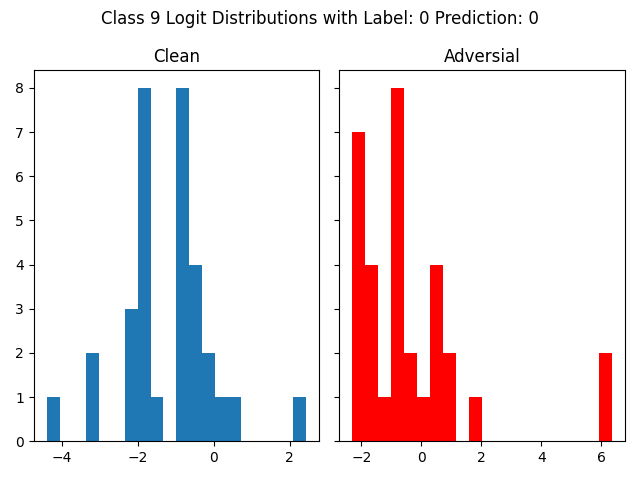 Class 9 Logit Distributions with Label: 0 Prediction: 0
Clean
Adversial
8
7
6
5
4
3
2
1
0
−4 −2 0 2
−2 0 2 4 6